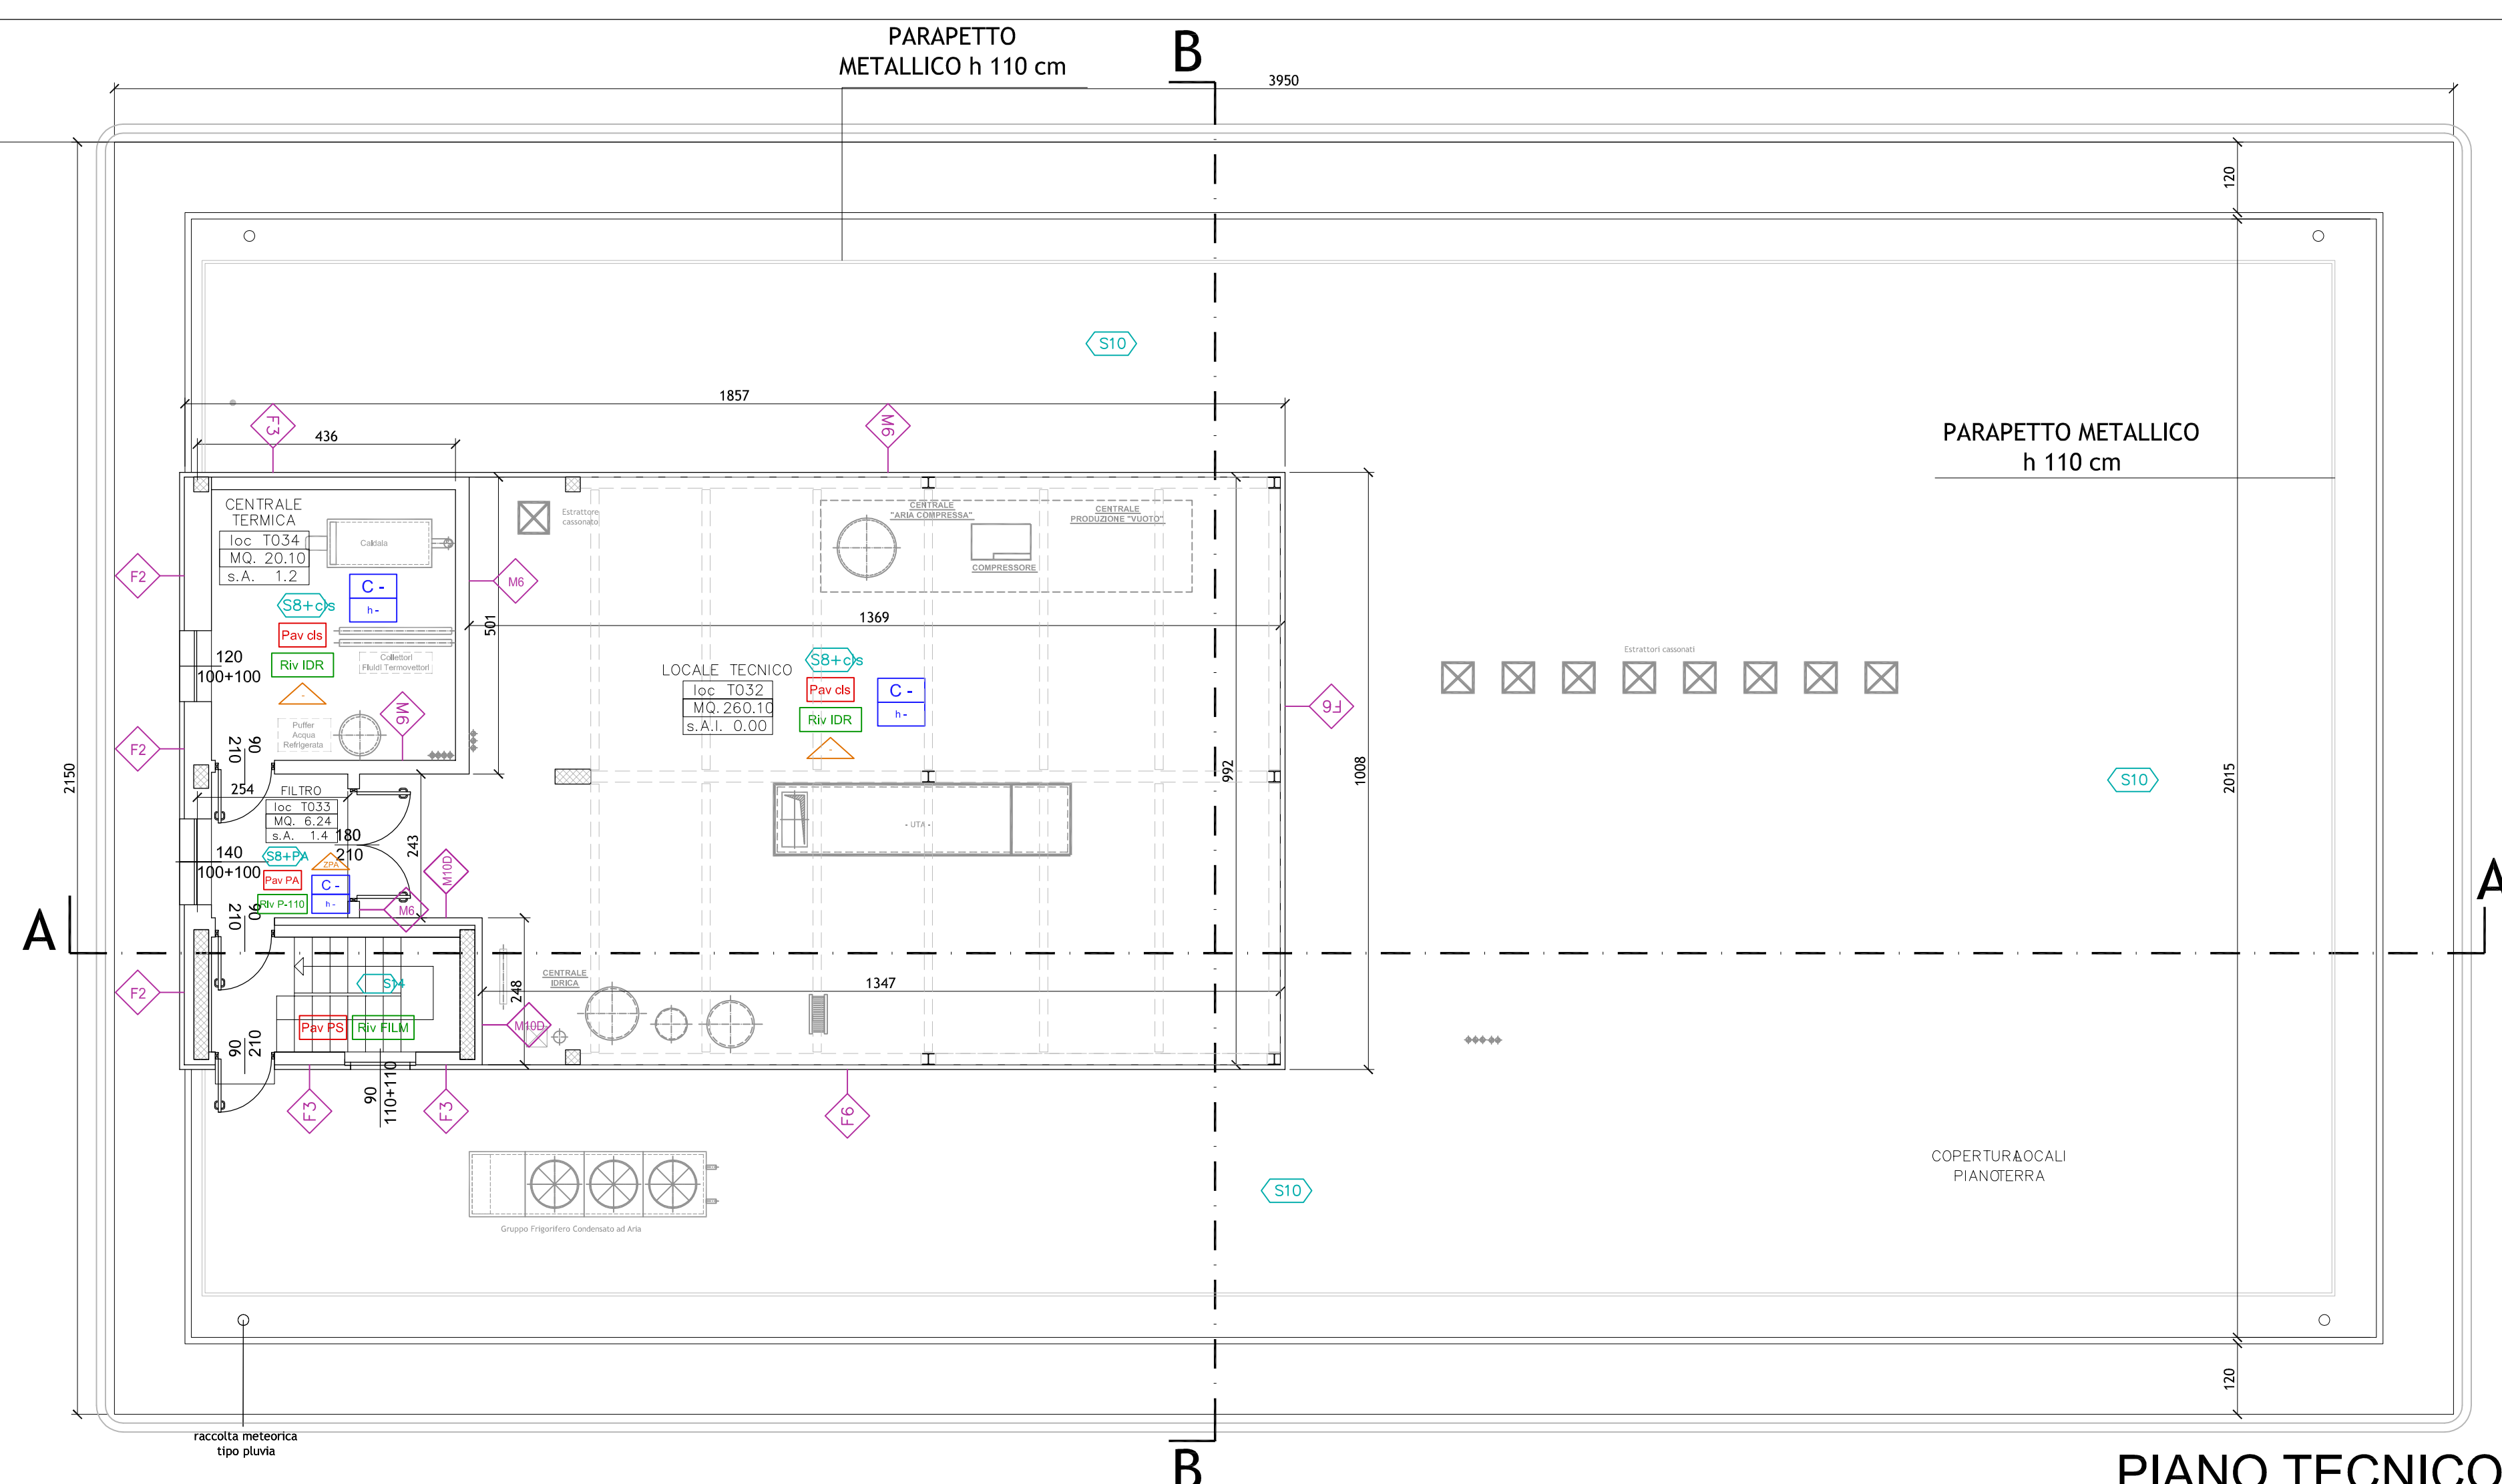 PARAPETTO
METALLICO h 110 cm
B
3950
120
S10
1857
F3
M6
436
PARAPETTO METALLICO
h 110 cm
CENTRALE
TERMICA
loc T034
MQ. 20.10
s.A. 1.2
Caldaia
Estrattore
cassonato
CENTRALE
"ARIA COMPRESSA"
CENTRALE
PRODUZIONE "VUOTO"
COMPRESSORE
F2
C -
h -
M6
S8+cls
Pav cls
Riv IDR
-
120
100+100
Collettori
Fluidi Termovettori
501
1369
Estrattori cassonati
LOCALE TECNICO
loc T032
MQ. 260.10
s.A.I. 0.00
S8+cls
Pav cls
Riv IDR
-
C -
h -
F6
M6
Puffer
Acqua
Refrigerata
F2
90
210
2150
992
1008
2015
S10
254
FILTRO
loc T033
MQ. 6.24
s.A. 1.4
180
210
243
- UTA -
140
100+100
S8+PA
ZPA
Pav PA
C -
h -
Riv P-110
M10D
M6
90
210
A
A
F2
S14
248
CENTRALE
IDRICA
1347
Pav PS
Riv FILM
M10D
90
210
90
110+110
F3
F3
F6
COPERTURA LOCALI
PIANO TERRA
S10
Gruppo Frigorifero Condensato ad Aria
120
raccolta meteorica
tipo pluvia
B
PIANO TECNICO